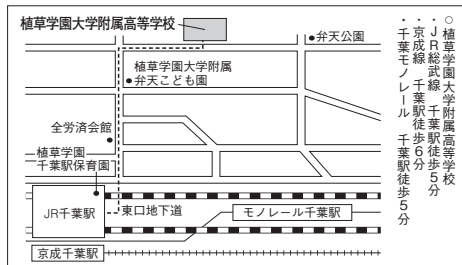 ○植草学園大学附属高等学校
・JR総武線　千葉駅徒歩5分
・京成線　千葉駅徒歩6分
・千葉モノレール　千葉駅徒歩5分
植草学園大学附属高等学校
弁天公園
植草学園大学附属
弁天こども園
全労済会館
植草学園
千葉駅保育園
JR千葉駅
東口地下道
モノレール千葉駅
京成千葉駅